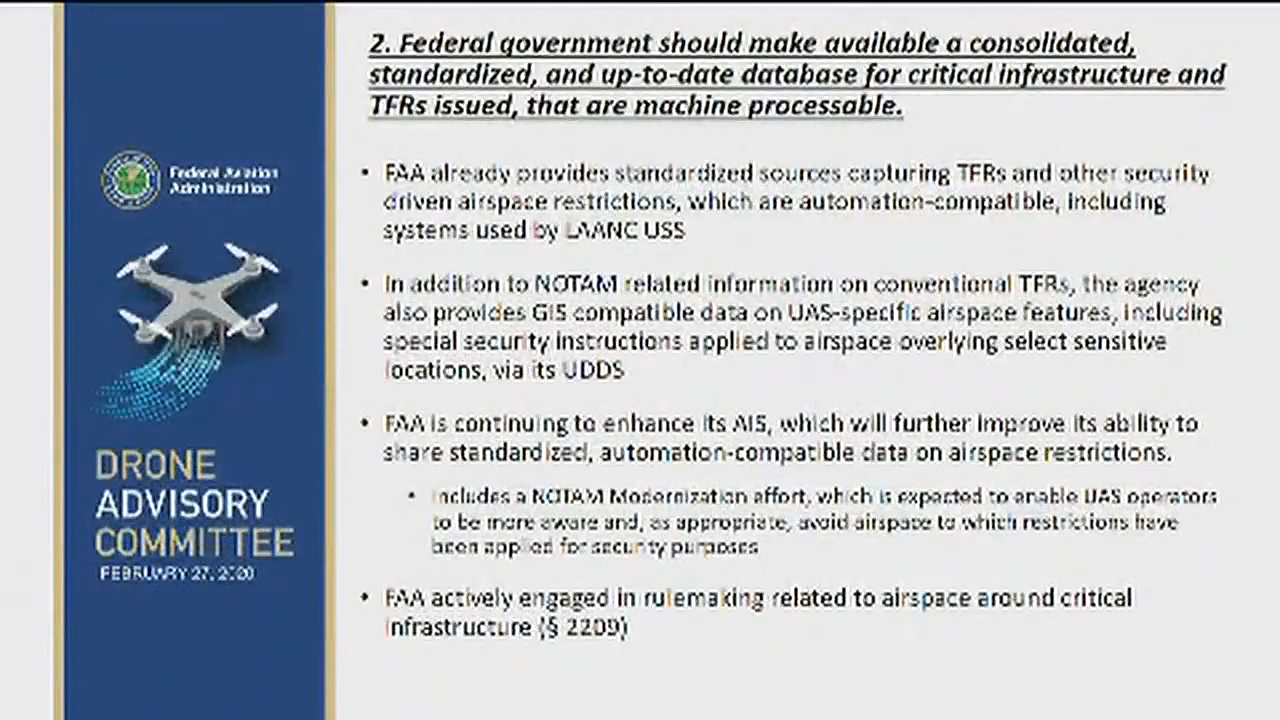 2. Federal government should make available a consolidated,
standardized, and up-to-date database for critical infrastructure and
TFRs issued, that are machine processable.
Federal Aviation
Administration
• FAA already provides standardized sources capturing TFRs and other security
driven airspace restrictions, which are automation-compatible, including
systems used by LAANC USS
• In addition to NOTAM related information on conventional TFRs, the agency
also provides GIS compatible data on UAS-specific airspace features, including
special security instructions applied to airspace overlying select sensitive
locations, via its UDDS
• FAA is continuing to enhance its AIS, which will further improve its ability to
share standardized, automation-compatible data on airspace restrictions.
• Includes a NOTAM Modernization effort, which is expected to enable UAS operators
to be more aware and, as appropriate, avoid airspace to which restrictions have
been applied for security purposes
• FAA actively engaged in rulemaking related to airspace around critical
infrastructure (§ 2209)
DRONE
ADVISORY
COMMITTEE
FEBRUARY 27, 2020